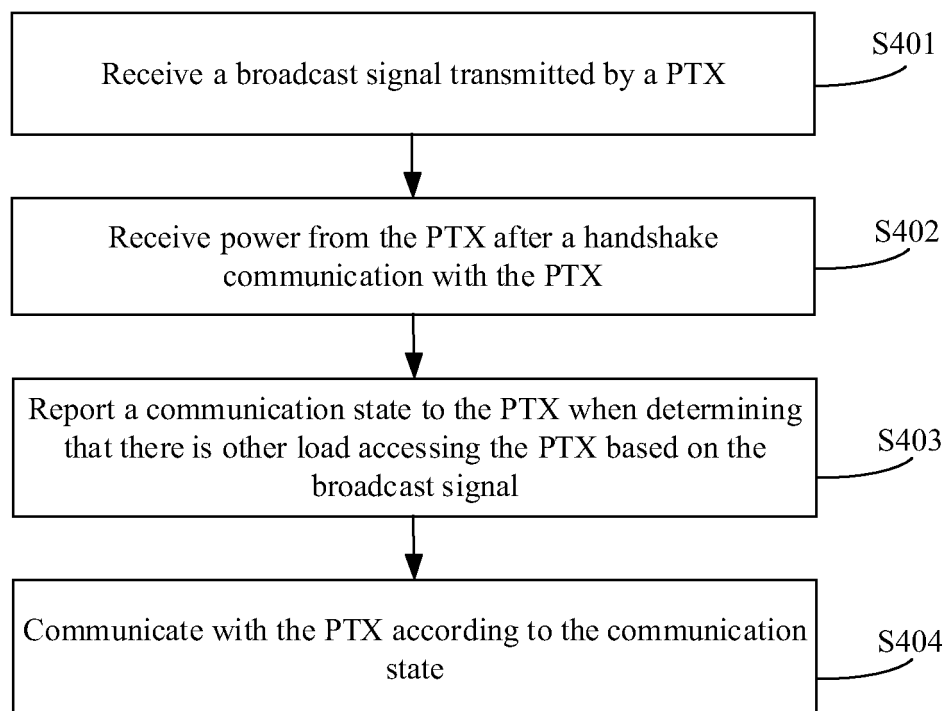 Receive a broadcast signal transmitted by a PTX
S401
Receive power from the PTX after a handshake
communication with the PTX
S402
Report a communication state to the PTX when determining
that there is other load accessing the PTX based on the
broadcast signal
S403
Communicate with the PTX according to the communication
state
S404